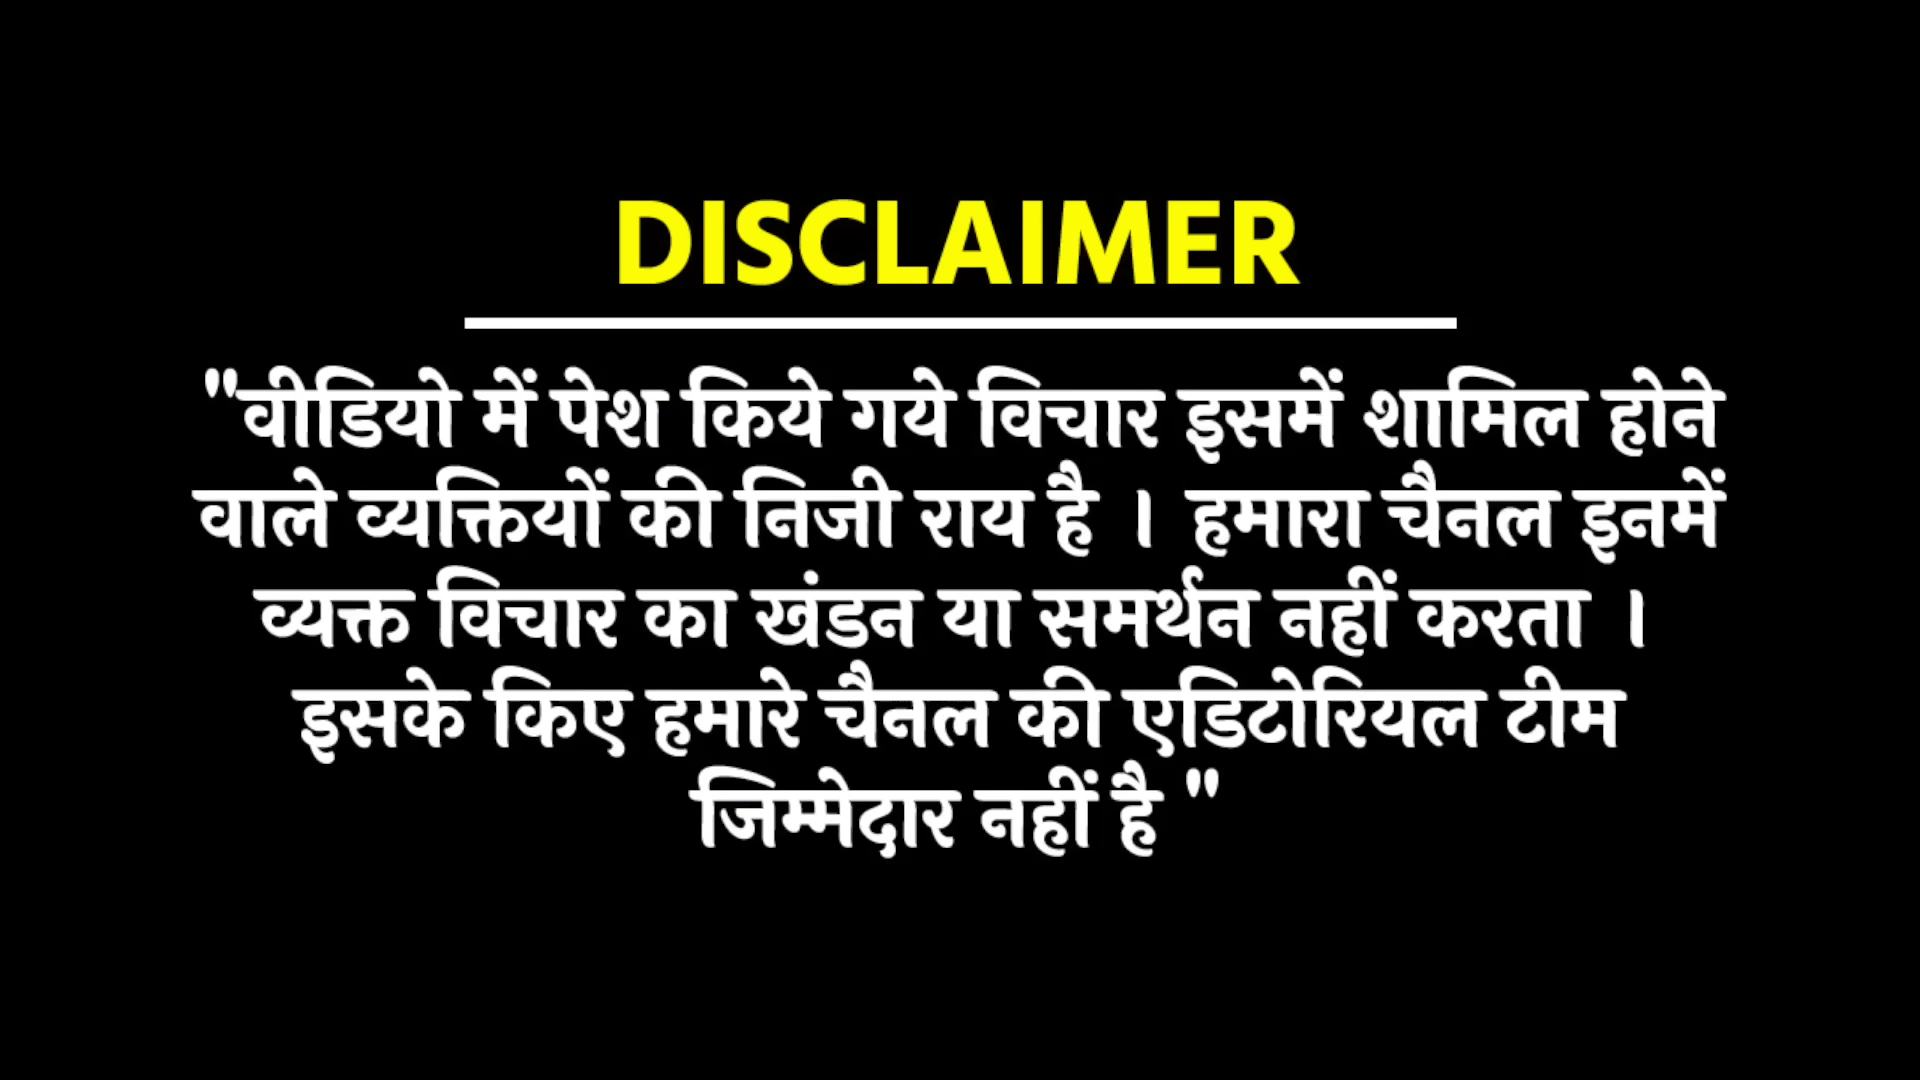 DISCLAIMER
"वीडियो में पेश किये गये विचार इसमें शामिल होने
वाले व्यक्तियों की निजी राय है । हमारा चैनल इनमें
व्यक्त विचार का खंडन या समर्थन नहीं करता ।
इसके किए हमारे चैनल की एडिटोरियल टीम
जिम्मेदार नहीं है "